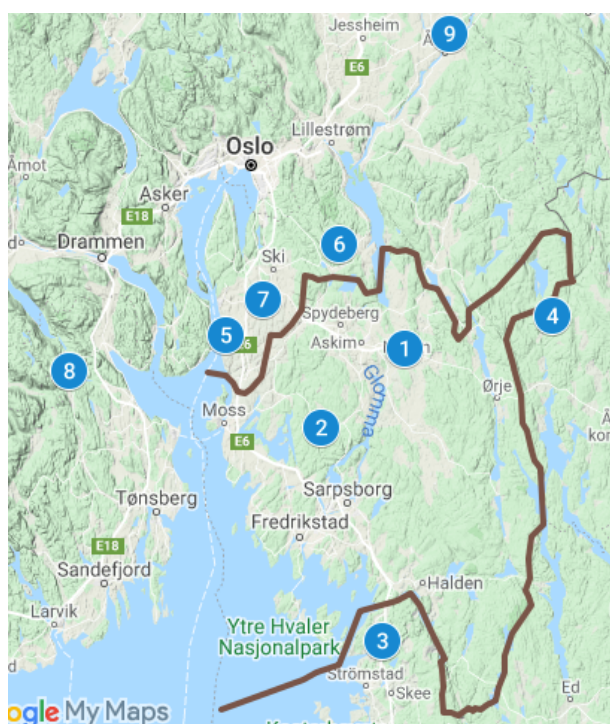 Jessheim
9
Å
E6
Oslo
Lillestrøm
Åmot
Asker
E18
Drammen
6
Ski
7
4
Spydeberg
5
E6
Askim
1
8
Ørje
Glomma
Moss
2
E6
Å
kor
Sarpsborg
Tønsberg
Fredrikstad
E18
Halden
Sandefjord
Larvik
Ytre Hvaler
Nasjonalpark
3
Strömstad
Skee
Ed
ogle My Maps